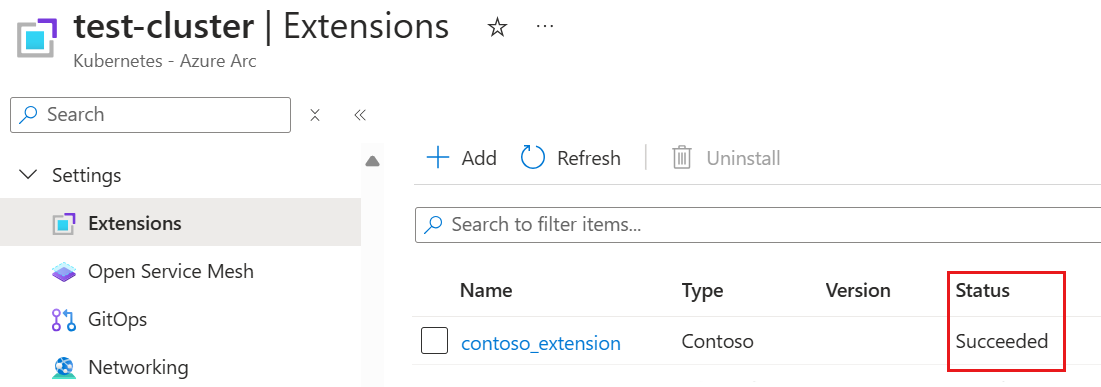 test-cluster | Extensions
Kubernetes - Azure Arc
Search
Settings
Extensions
Open Service Mesh
GitOps
Networking
Add Refresh Uninstall
Search to filter items...
Name Type Version Status
contoso_extension Contoso Succeeded